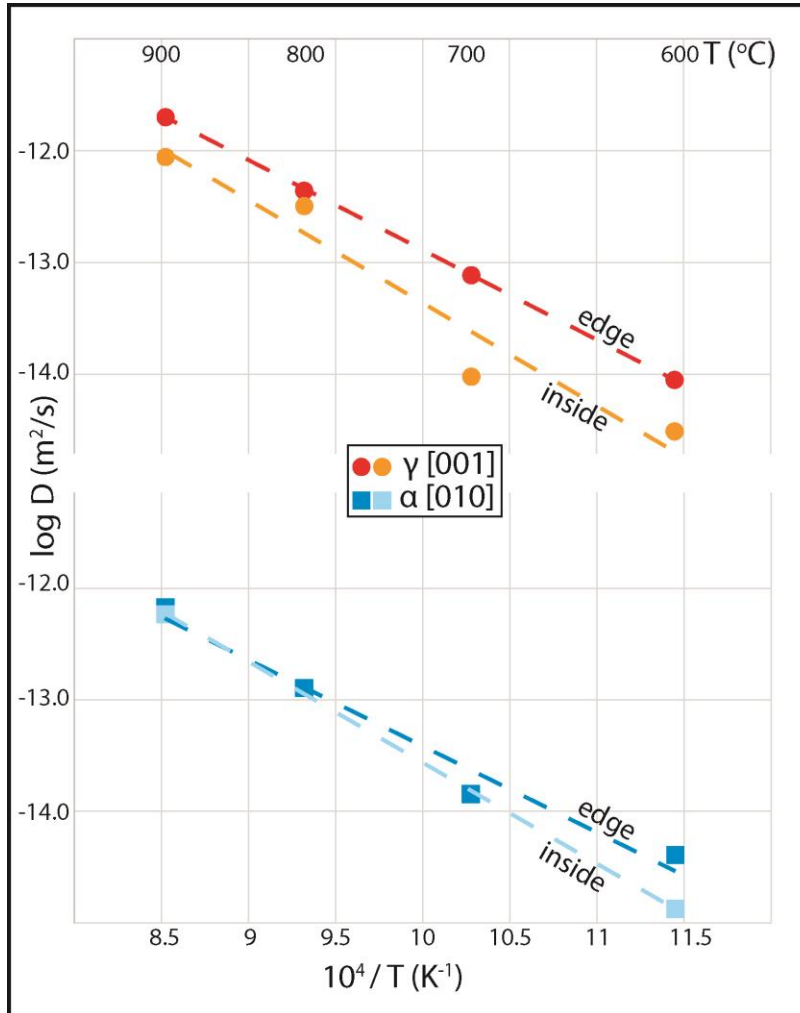 900 800 700 600 T (°C)
-12.0
-13.0
-14.0
edge
inside
γ [001]
α [010]
log D (m²/s)
-12.0
-13.0
-14.0
edge
inside
8.5 9 9.5 10 10.5 11 11.5
10⁴ / T (K⁻¹)